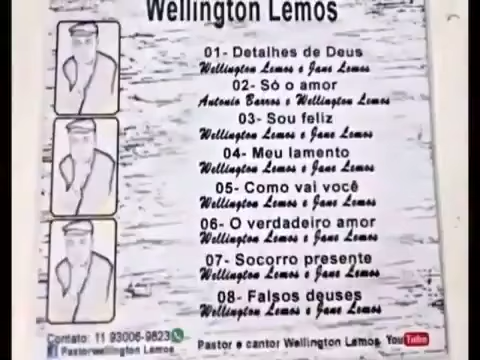 Wellington Lemos
01- Detalhes de Deus
Wellington Lemos e Jane Lemos
02- Só o amor
Antonio Barros e Wellington Lemos
03- Sou feliz
Wellington Lemos e Jane Lemos
04- Meu lamento
Wellington Lemos e Jane Lemos
05- Como vai você
Wellington Lemos e Jane Lemos
06- O verdadeiro amor
Wellington Lemos e Jane Lemos
07- Socorro presente
Wellington Lemos e Jane Lemos
08- Falsos deuses
Wellington Lemos e Jane Lemos
Contato: 11 93006-9823
Pastorwellington Lemos
Pastor e cantor Wellington Lemos YouTube